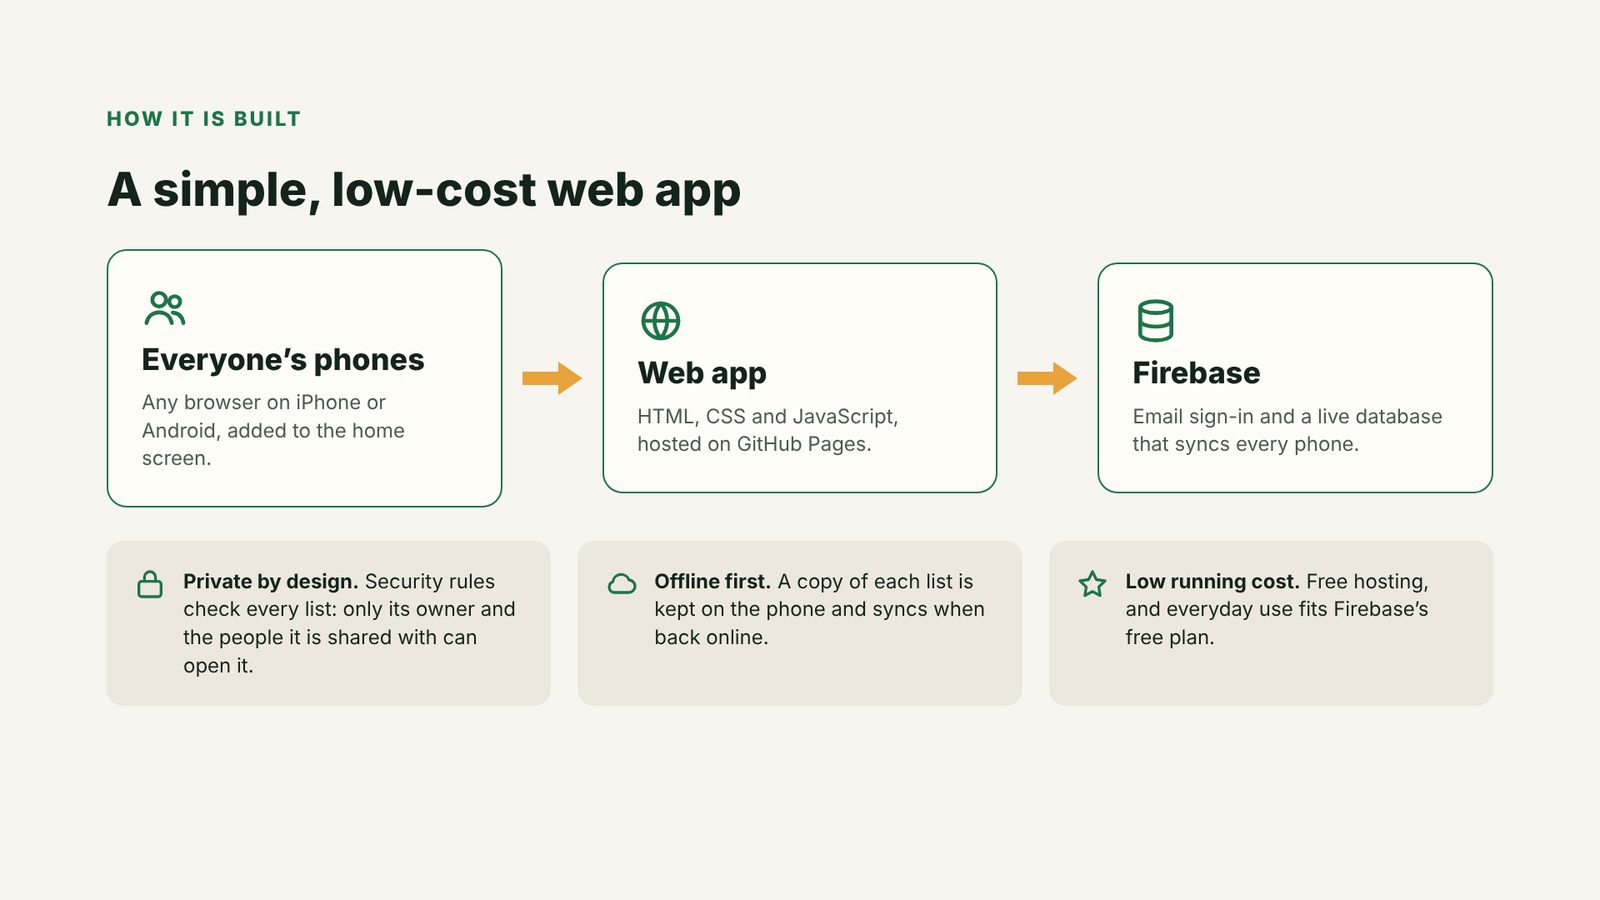 HOW IT IS BUILT
A simple, low-cost web app
Everyone’s phones
Any browser on iPhone or
Android, added to the home
screen.
Web app
HTML, CSS and JavaScript,
hosted on GitHub Pages.
Firebase
Email sign-in and a live database
that syncs every phone.
Private by design. Security rules
check every list: only its owner and
the people it is shared with can
open it.
Offline first. A copy of each list is
kept on the phone and syncs when
back online.
Low running cost. Free hosting,
and everyday use fits Firebase’s
free plan.